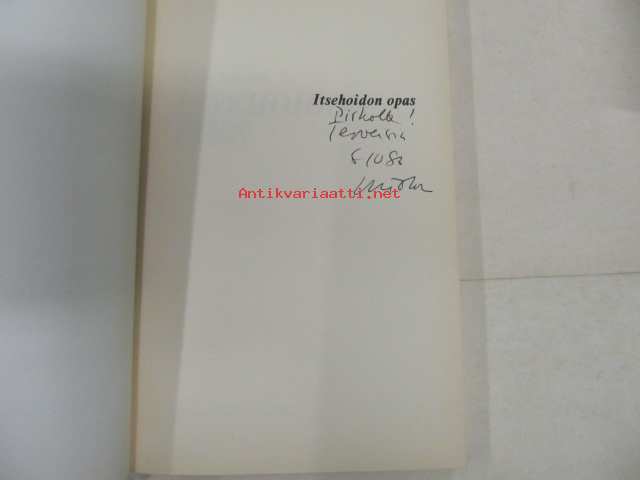 Itsehoidon opas
Pirkolle!
Terveisin
Antikvariaatti.net